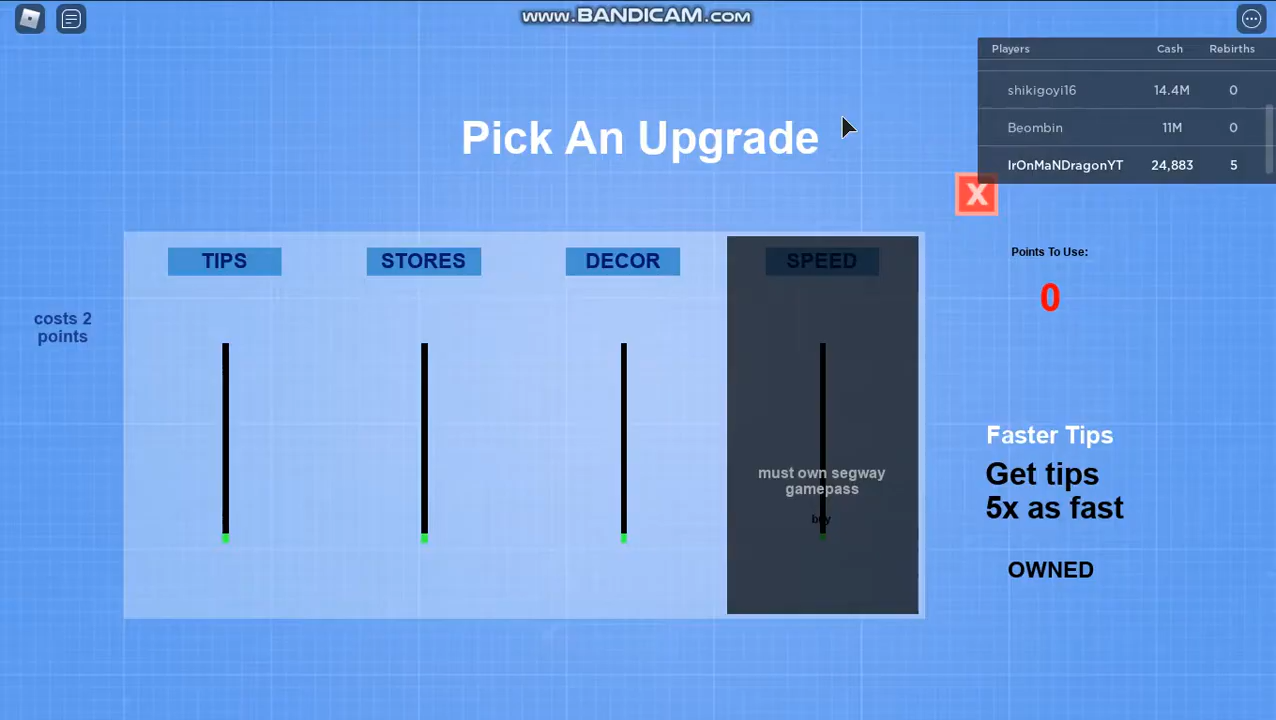 www.BANDICAM.com
Players Cash Rebirths
shikigoyi16 14.4M 0
Beombin 11M 0
IrOnMaNDragonYT 24,883 5
Pick An Upgrade
X
TIPS STORES DECOR SPEED
Points To Use:
0
costs 2
points
Faster Tips
Get tips
5x as fast
must own segway
gamepass
buy
OWNED